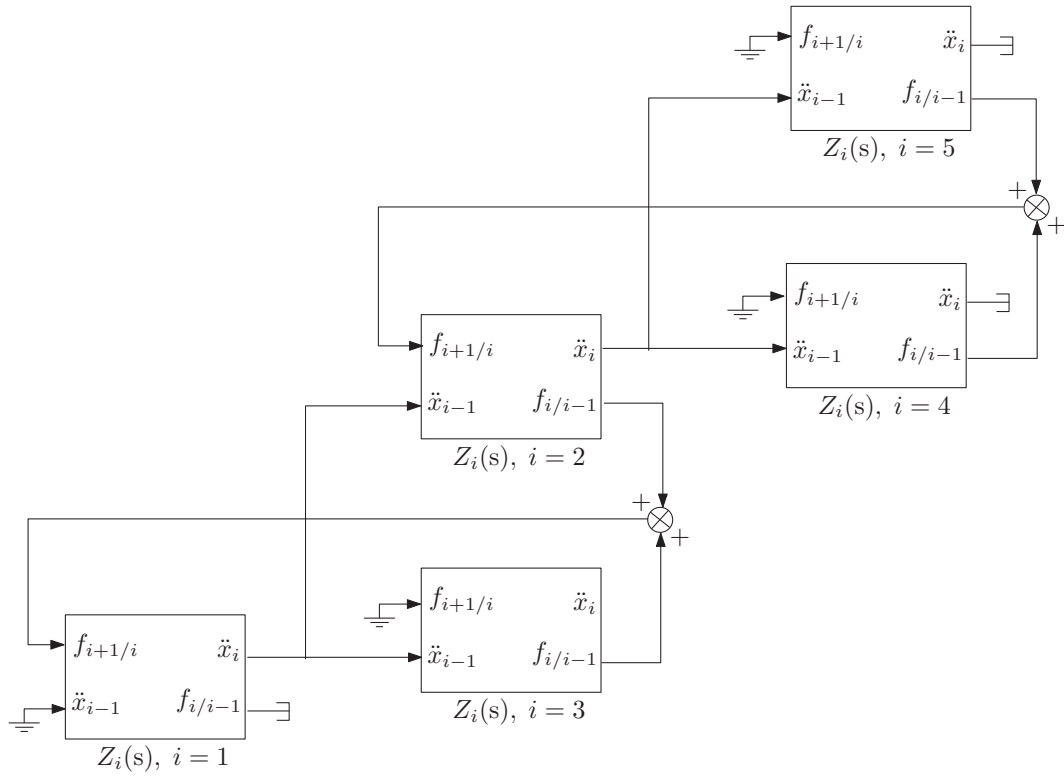 f_{i+1/i} ẍ_i
ẍ_{i−1} f_{i/i−1}
Z_i(s), i = 5
+
+
f_{i+1/i} ẍ_i
ẍ_{i−1} f_{i/i−1}
Z_i(s), i = 4
f_{i+1/i} ẍ_i
ẍ_{i−1} f_{i/i−1}
Z_i(s), i = 2
+
+
f_{i+1/i} ẍ_i
ẍ_{i−1} f_{i/i−1}
Z_i(s), i = 3
f_{i+1/i} ẍ_i
ẍ_{i−1} f_{i/i−1}
Z_i(s), i = 1